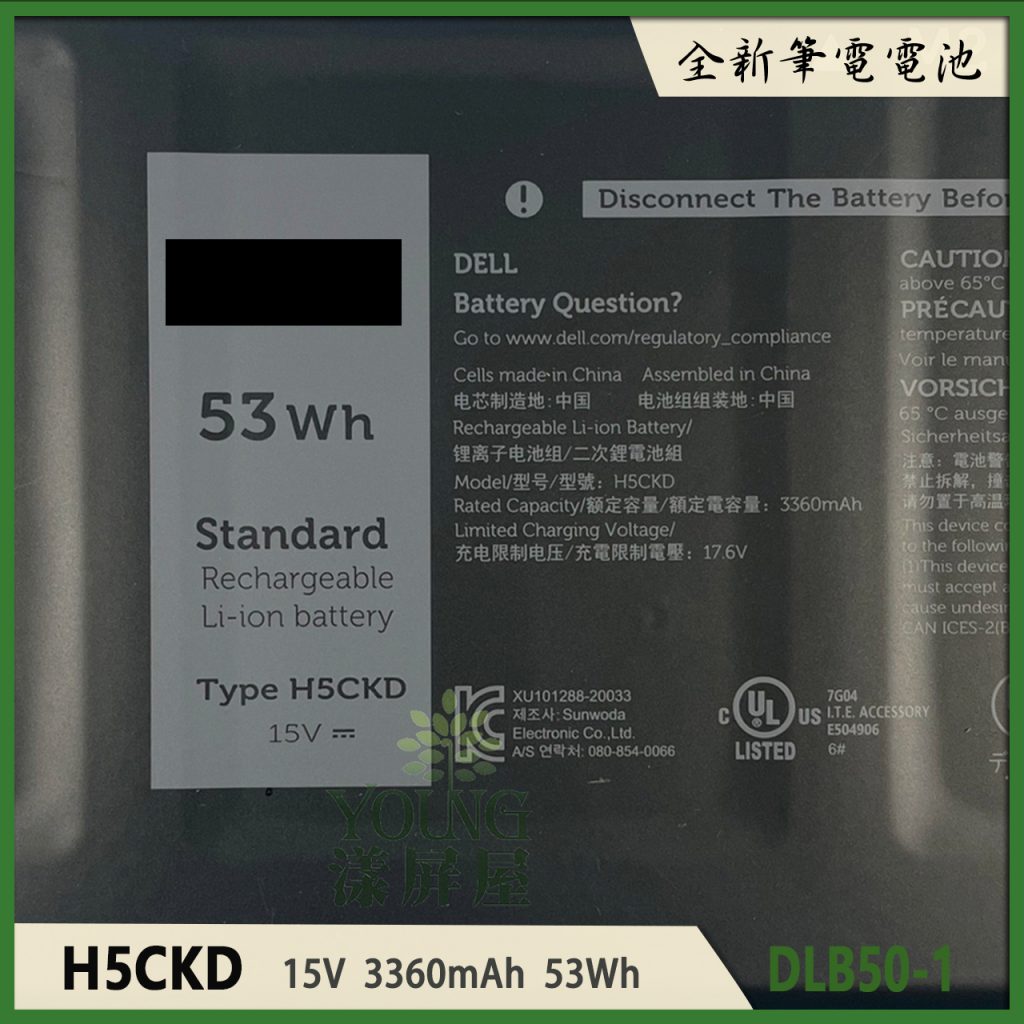 全新筆電電池
Disconnect The Battery Befor
53 Wh
Standard
Rechargeable
Li-ion battery
Type H5CKD
15V
DELL
Battery Question?
Go to www.dell.com/regulatory_compliance
Cells made in China Assembled in China
电芯制造地:中国 电池组组装地:中国
Rechargeable Li-ion Battery/
锂离子电池组/二次鋰電池組
Model/型号/型號: H5CKD
Rated Capacity/额定容量/額定電容量: 3360mAh
Limited Charging Voltage/
充电限制电压/充電限制電壓: 17.6V
CAUTION
above 65°C
PRÉCAU
temperature
Voir le man
VORSICH
65 °C ausge
Sicherheitsa
注意: 電池警
禁止拆解, 撞
请勿置于高温
This device co
to the followi
(1)This device
must accept a
cause undesir
CAN ICES-2(B
XU101288-20033
제조사: Sunwoda
Electronic Co.,Ltd.
A/S 연락처: 080-854-0066
C UL US
LISTED
7G04
I.T.E. ACCESSORY
E504906
6#
デ
YOUNG
漾屏屋
H5CKD 15V 3360mAh 53Wh
DLB50-1